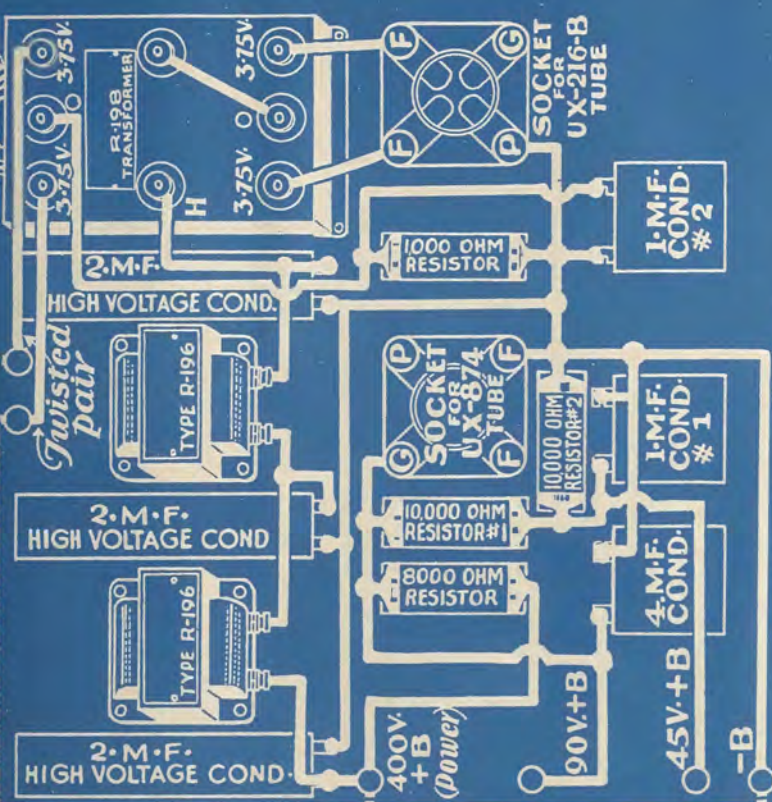 3.75V.
O
3.75V.
R-198
TRANSFORMER
H
3.75V.
O
3.75V.
F
G
F
P
SOCKET
FOR
UX-216-B
TUBE
2.M.F.
HIGH VOLTAGE COND.
1,000 OHM
RESISTOR
1.M.F.
COND.
#2
Twisted
pair
TYPE R-196
P
F
G
F
SOCKET
FOR
UX-874
TUBE
10,000 OHM
RESISTOR#2
1.M.F.
COND.
#1
2.M.F.
HIGH VOLTAGE COND
10,000 OHM
RESISTOR#1
8000 OHM
RESISTOR
4.M.F.
COND.
TYPE R-196
2.M.F.
HIGH VOLTAGE COND.
400V.
+B
(Power)
90V.+B
45V.+B
-B